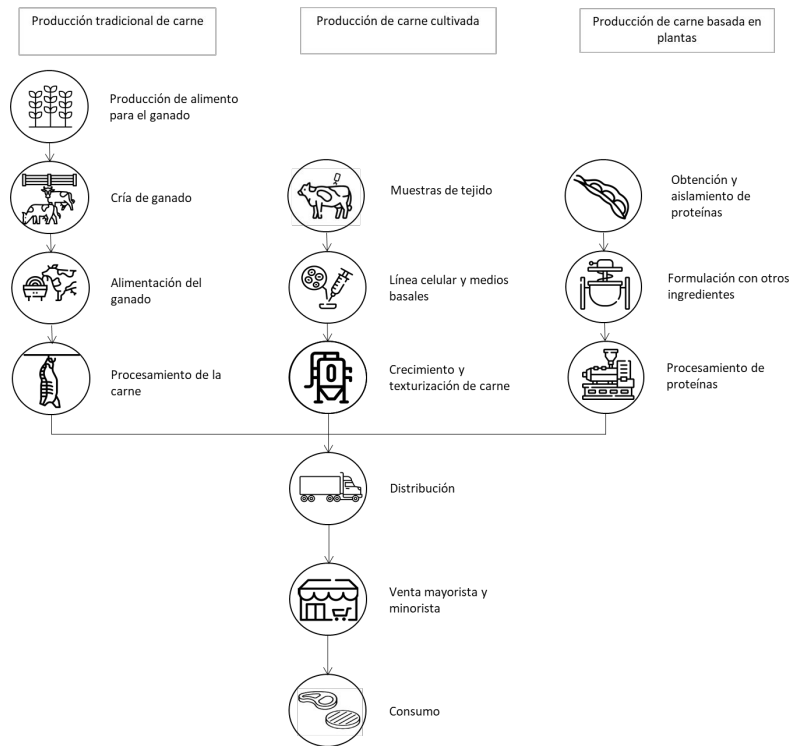 Producción tradicional de carne
Producción de carne cultivada
Producción de carne basada en
plantas
Producción de alimento
para el ganado
Cría de ganado
Muestras de tejido
Obtención y
aislamiento de
proteínas
Alimentación del
ganado
Línea celular y medios
basales
Formulación con otros
ingredientes
Procesamiento de la
carne
Crecimiento y
texturización de carne
Procesamiento de
proteínas
Distribución
Venta mayorista y
minorista
Consumo